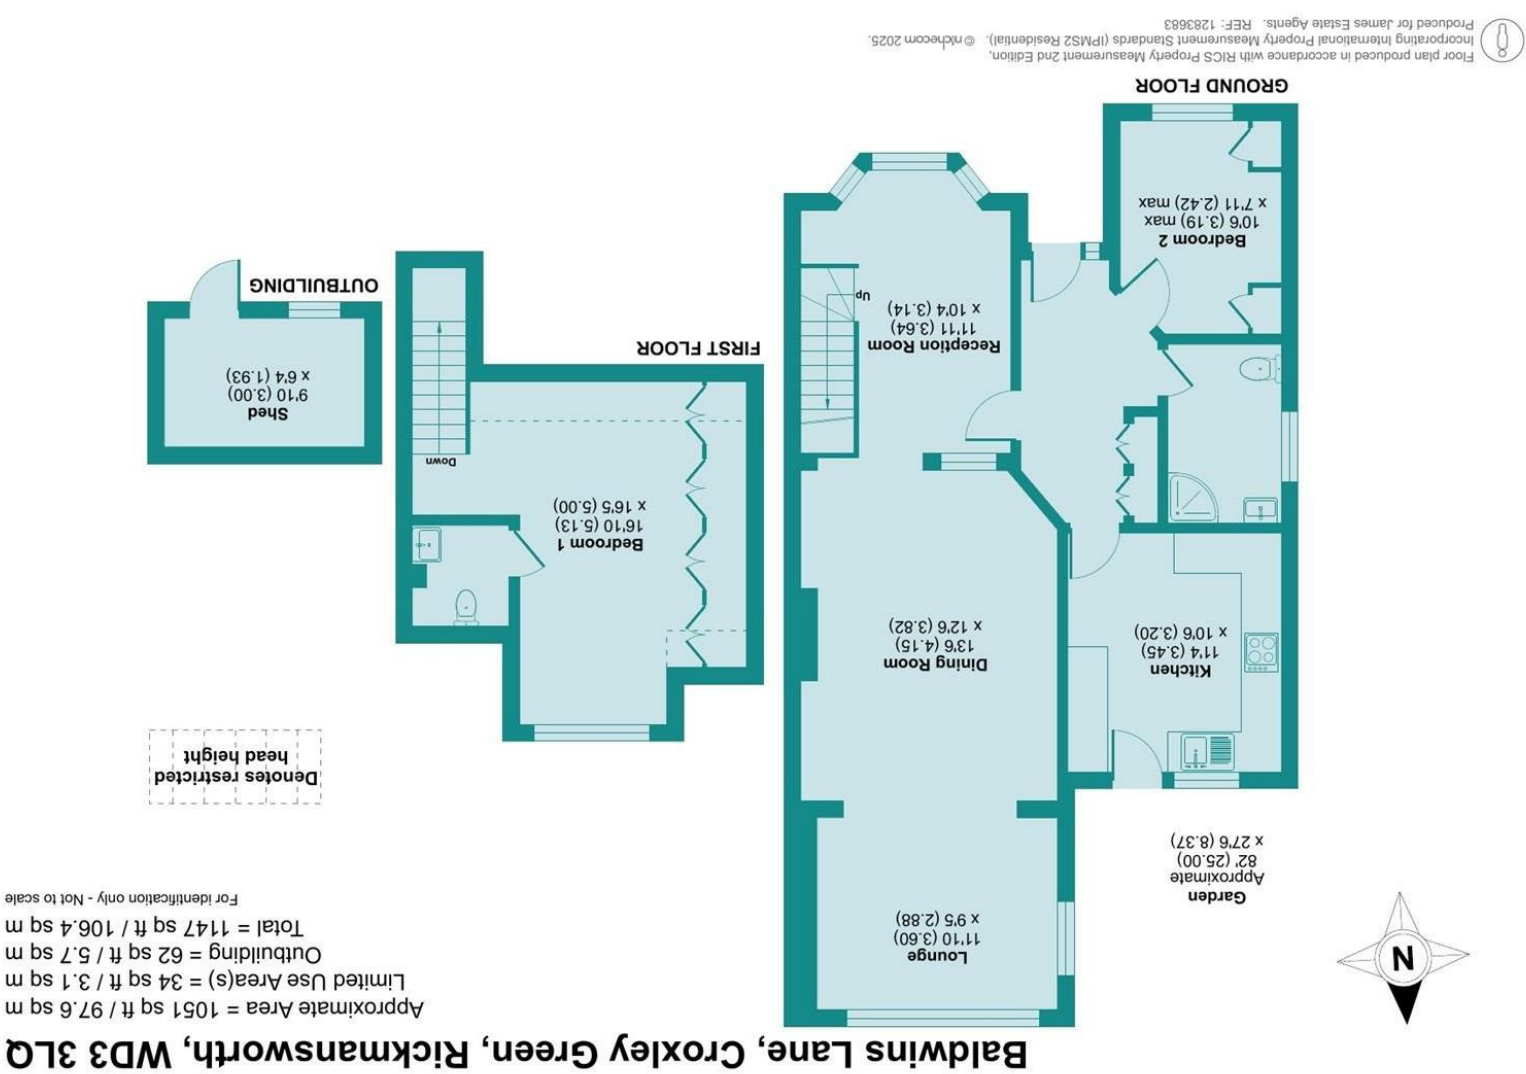 Baldwins Lane, Croxley Green, Rickmansworth, WD3 3LQ
Approximate Area = 1051 sq ft / 97.6 sq m
Limited Use Area(s) = 34 sq ft / 3.1 sq m
Outbuilding = 62 sq ft / 5.7 sq m
Total = 1147 sq ft / 106.4 sq m
For identification only - Not to scale
N
Lounge
11'10 (3.60)
x 9'5 (2.88)
Garden
Approximate
82' (25.00)
x 27'6 (8.37)
Denotes restricted
head height
Kitchen
11'4 (3.45)
x 10'6 (3.20)
Dining Room
13'6 (4.15)
x 12'6 (3.82)
Bedroom 1
16'10 (5.13)
x 16'5 (5.00)
Down
Shed
9'10 (3.00)
x 6'4 (1.93)
FIRST FLOOR
Reception Room
11'11 (3.64)
x 10'4 (3.14)
Up
OUTBUILDING
Bedroom 2
10'6 (3.19) max
x 7'11 (2.42) max
GROUND FLOOR
Floor plan produced in accordance with RICS Property Measurement 2nd Edition,
Incorporating International Property Measurement Standards (IPMS2 Residential). © nichecom 2025.
Produced for James Estate Agents. REF: 1283683